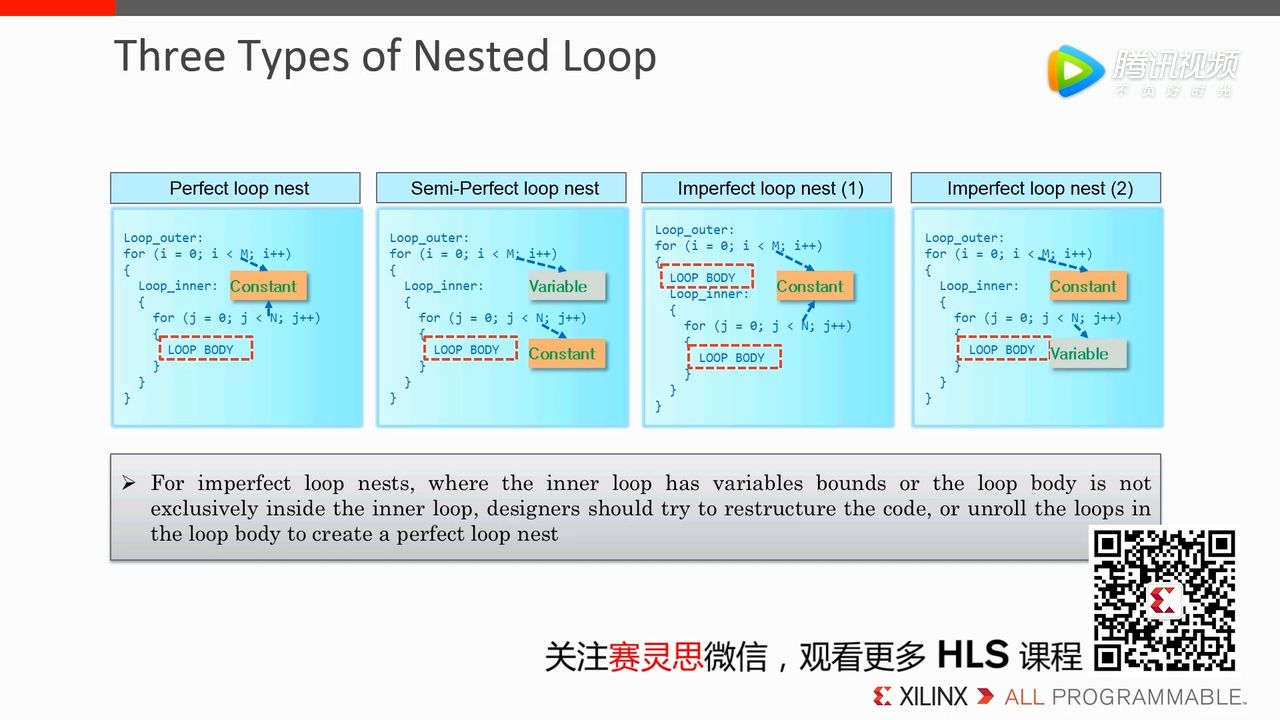 Three Types of Nested Loop
腾讯视频
不负好时光
Perfect loop nest
Loop_outer:
for (i = 0; i < M; i++)
{
Loop_inner:
Constant
{
for (j = 0; j < N; j++)
{
LOOP BODY
}
}
}
Semi-Perfect loop nest
Loop_outer:
for (i = 0; i < M; i++)
{
Loop_inner:
Variable
{
for (j = 0; j < N; j++)
{
LOOP BODY
Constant
}
}
}
Imperfect loop nest (1)
Loop_outer:
for (i = 0; i < M; i++)
{
LOOP BODY
Constant
Loop_inner:
{
for (j = 0; j < N; j++)
{
LOOP BODY
}
}
}
Imperfect loop nest (2)
Loop_outer:
for (i = 0; i < M; i++)
{
Loop_inner:
Constant
{
for (j = 0; j < N; j++)
{
LOOP BODY
Variable
}
}
}
➢ For imperfect loop nests, where the inner loop has variables bounds or the loop body is not
exclusively inside the inner loop, designers should try to restructure the code, or unroll the loops in
the loop body to create a perfect loop nest
关注赛灵思微信，观看更多 HLS 课程
XILINX ALL PROGRAMMABLE™